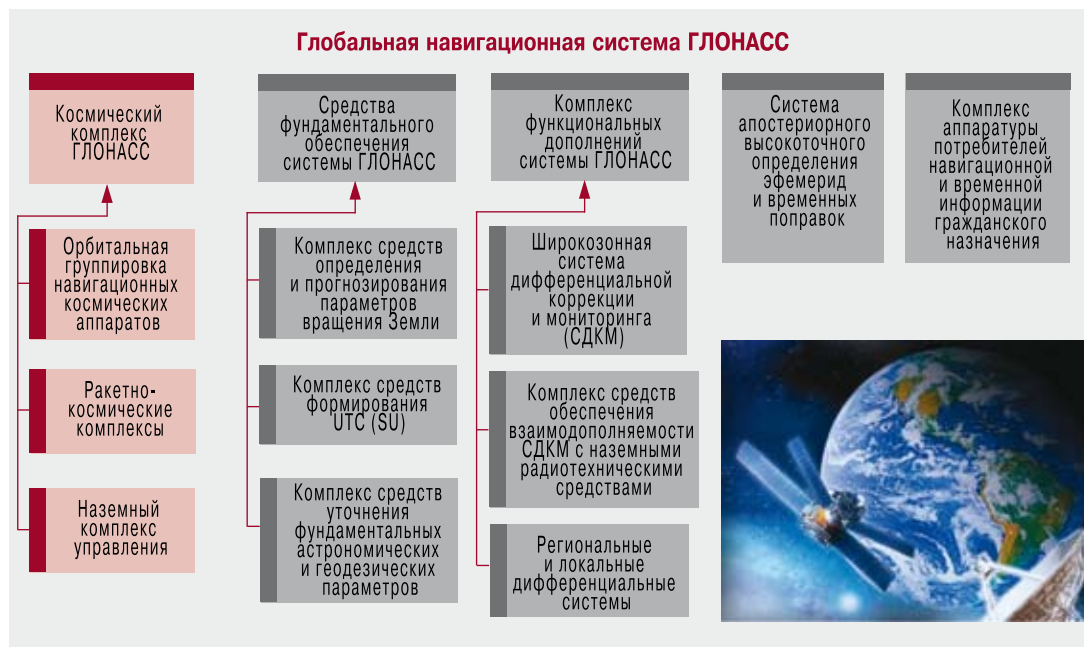 Глобальная навигационная система ГЛОНАСС
Космический
комплекс
ГЛОНАСС
Орбитальная
группировка
навигационных
космических
аппаратов
Ракетно-
космические
комплексы
Наземный
комплекс
управления
Средства
фундаментального
обеспечения
системы ГЛОНАСС
Комплекс средств
определения
и прогнозирования
параметров
вращения Земли
Комплекс средств
формирования
UTC (SU)
Комплекс средств
уточнения
фундаментальных
астрономических
и геодезических
параметров
Комплекс
функциональных
дополнений
системы ГЛОНАСС
Широкозонная
система
дифференциальной
коррекции
и мониторинга
(СДКМ)
Комплекс средств
обеспечения
взаимодополняемости
СДКМ с наземными
радиотехническими
средствами
Региональные
и локальные
дифференциальные
системы
Система
апостериорного
высокоточного
определения
эфемерид
и временных
поправок
Комплекс
аппаратуры
потребителей
навигационной
и временной
информации
гражданского
назначения